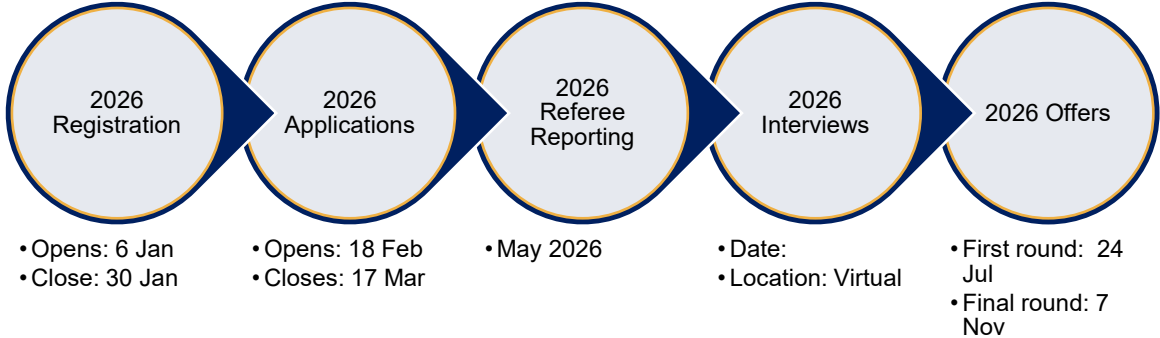 2026
Registration
2026
Applications
2026
Referee
Reporting
2026
Interviews
2026 Offers
• Opens: 6 Jan
• Close: 30 Jan
• Opens: 18 Feb
• Closes: 17 Mar
• May 2026
• Date:
• Location: Virtual
• First round:  24
Jul
• Final round: 7
Nov